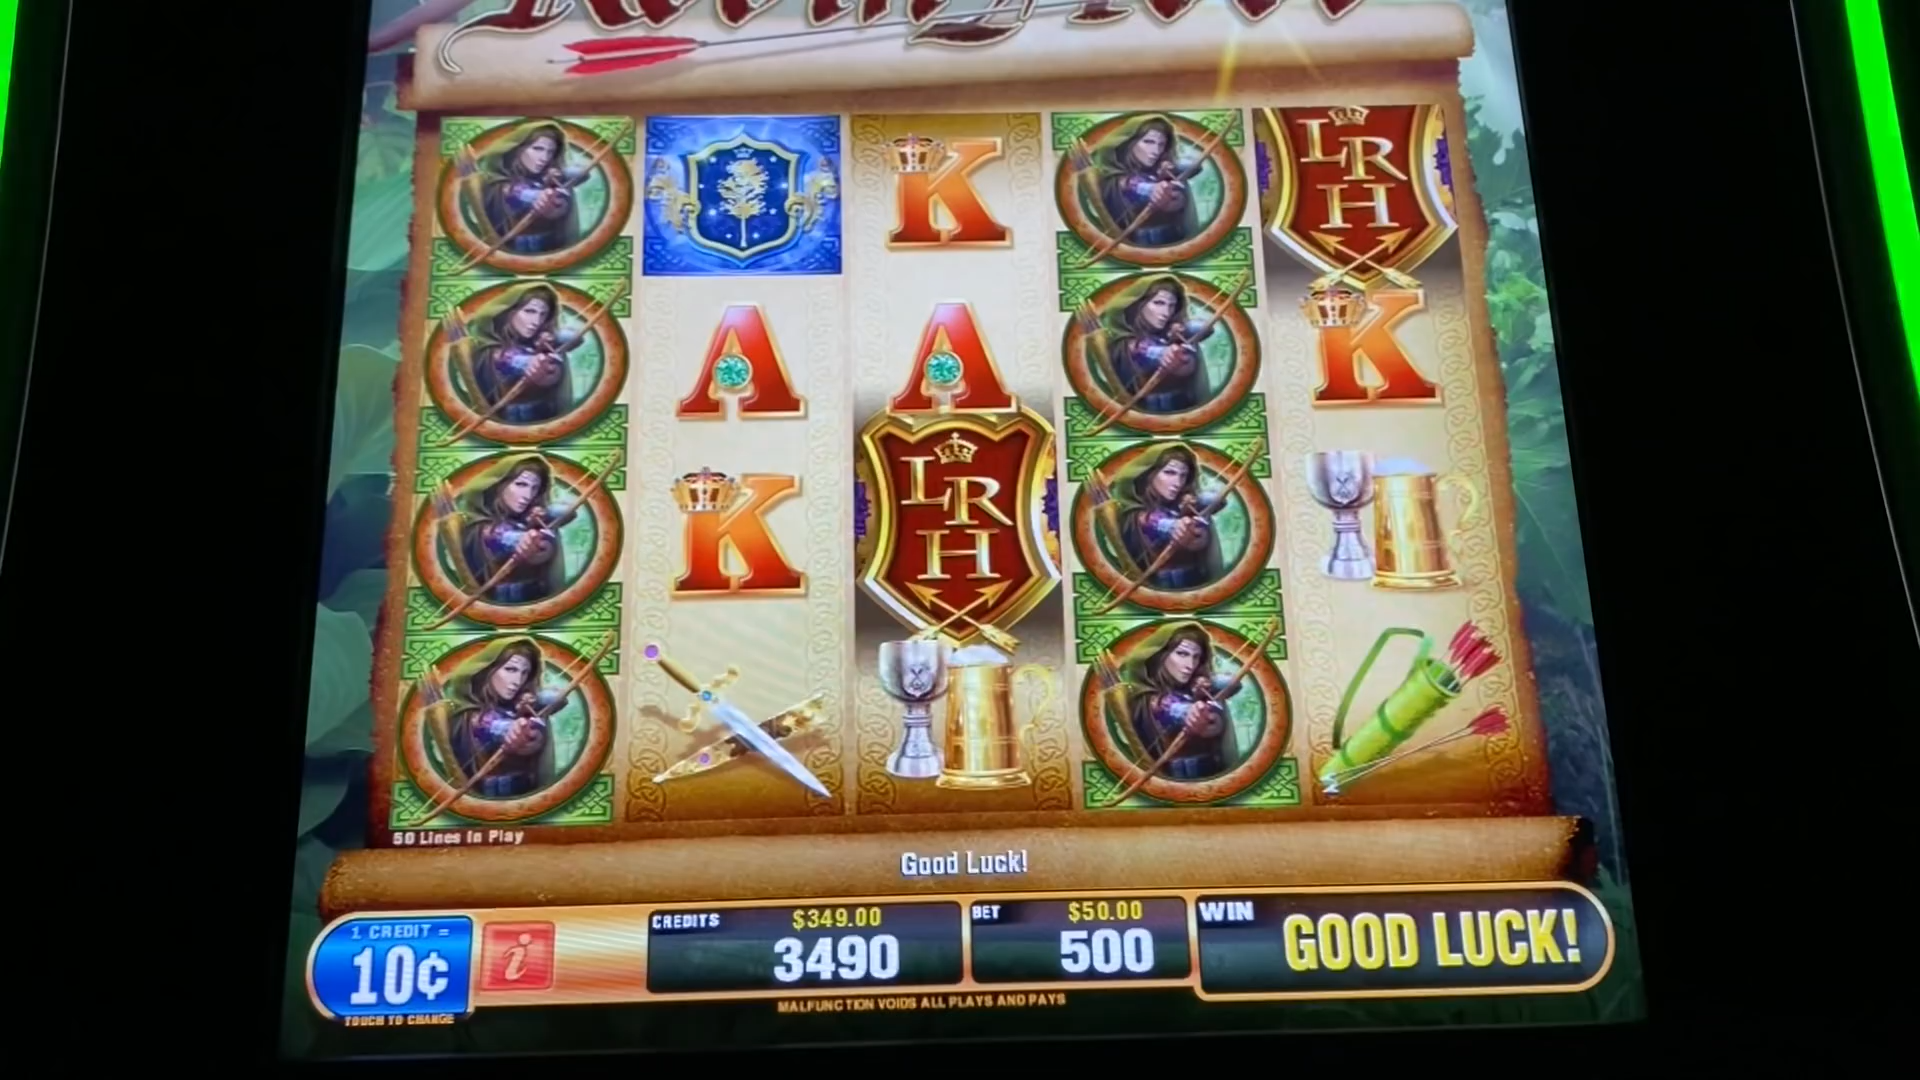 K
L
R
H
A
A
K
K
L
R
H
50 Lines In Play
Good Luck!
1 CREDIT =
10¢
TOUCH TO CHANGE
i
CREDITS
$349.00
3490
BET
$50.00
500
WIN
GOOD LUCK!
MALFUNCTION VOIDS ALL PLAYS AND PAYS